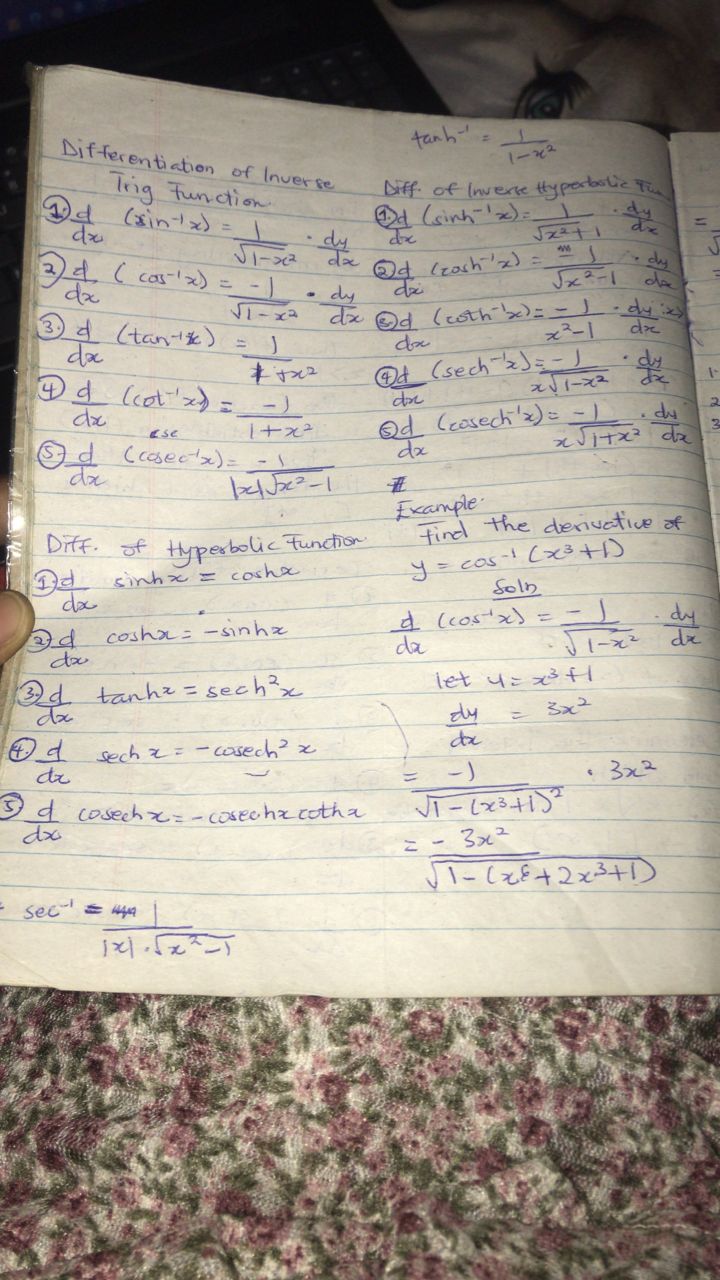 Differentiation of Inverse
Trig Function.
① d/dx (sin⁻¹x) = 1/√(1-x²) · dy/dx
② d/dx (cos⁻¹x) = -1/√(1-x²) · dy/dx
③ d/dx (tan⁻¹x) = 1/(1+x²)
④ d/dx (cot⁻¹x) = -1/(1+x²)
⑤ d/dx (cosec⁻¹x) = -1/(|x|√(x²-1))
Diff. of Hyperbolic Function
① d/dx sinhx = coshx
② d/dx coshx = -sinhx
③ d/dx tanhx = sech²x
④ d/dx sech x = -cosech² x
⑤ d/dx cosech x = -cosechx cothx
sec⁻¹ = 1/(|x|·√(x²-1))
tanh⁻¹ = 1/(1-x²)
Diff. of Inverse Hyperbolic
① d/dx (sinh⁻¹x) = 1/√(x²+1) · dy/dx
② d/dx (cosh⁻¹x) = 1/√(x²-1) · dy/dx
③ d/dx (coth⁻¹x) = -1/(x²-1) · dy/dx
④ d/dx (sech⁻¹x) = -1/(x√(1-x²)) · dy/dx
⑤ d/dx (cosech⁻¹x) = -1/(x√(1+x²)) · dy/dx
Example.
Find the derivative of
y = cos⁻¹ (x³+1)
Soln
d/dx (cos⁻¹x) = -1/√(1-x²) · dy/dx
let y = x³+1
dy/dx = 3x²
= -1/√(1-(x³+1)²) · 3x²
= -3x²/√(1-(x⁶+2x³+1))